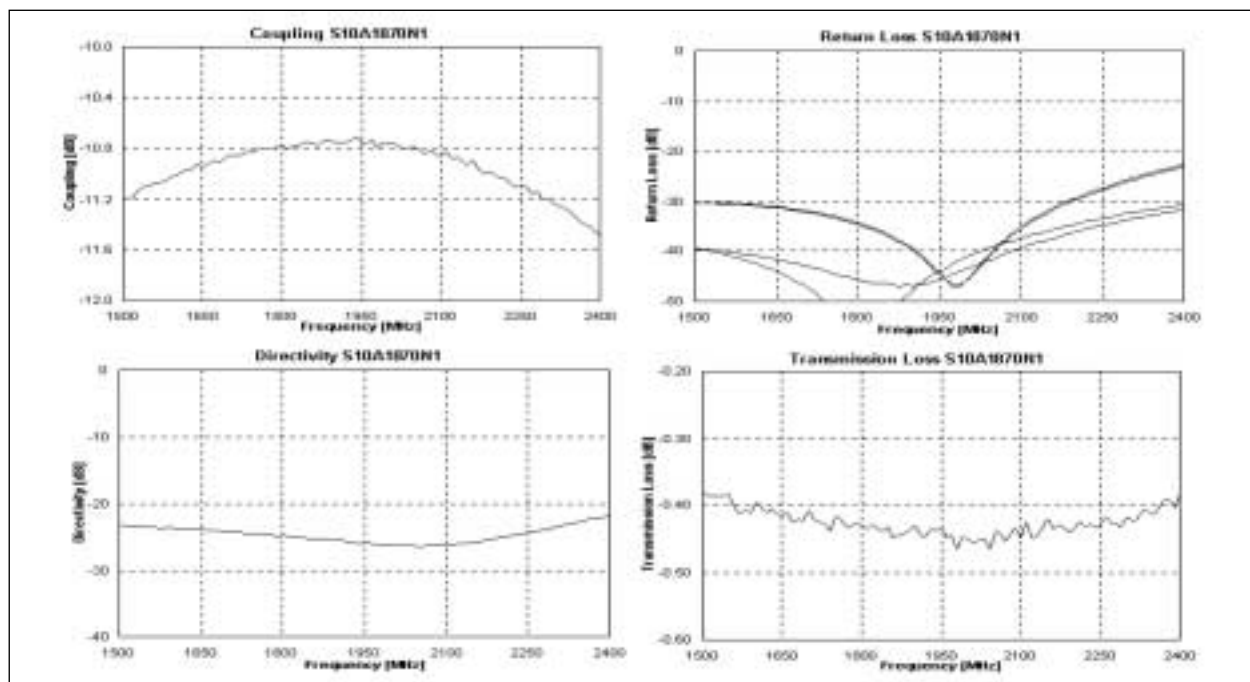 Coupling S10A1870N1
Coupling [dB]
-10.0
-10.4
-10.8
-11.2
-11.6
-12.0
1500 1650 1800 1950 2100 2250 2400
Frequency [MHz]
Return Loss S10A1870N1
Return Loss [dB]
0
-10
-20
-30
-40
-50
1500 1650 1800 1950 2100 2250 2400
Frequency [MHz]
Directivity S10A1870N1
Directivity [dB]
0
-10
-20
-30
-40
1500 1650 1800 1950 2100 2250 2400
Frequency [MHz]
Transmission Loss S10A1870N1
Transmission Loss [dB]
-0.20
-0.30
-0.40
-0.50
-0.60
1500 1650 1800 1950 2100 2250 2400
Frequency [MHz]